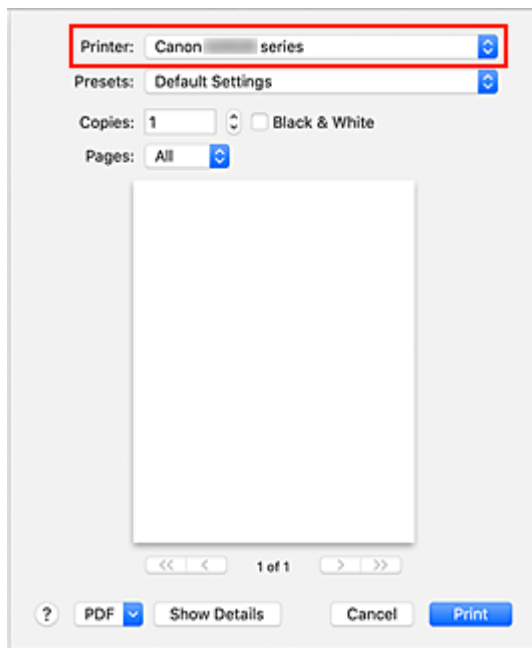 Printer: Canon series
Presets: Default Settings
Copies: 1 Black & White
Pages: All
<< < 1 of 1 > >>
? PDF Show Details Cancel Print